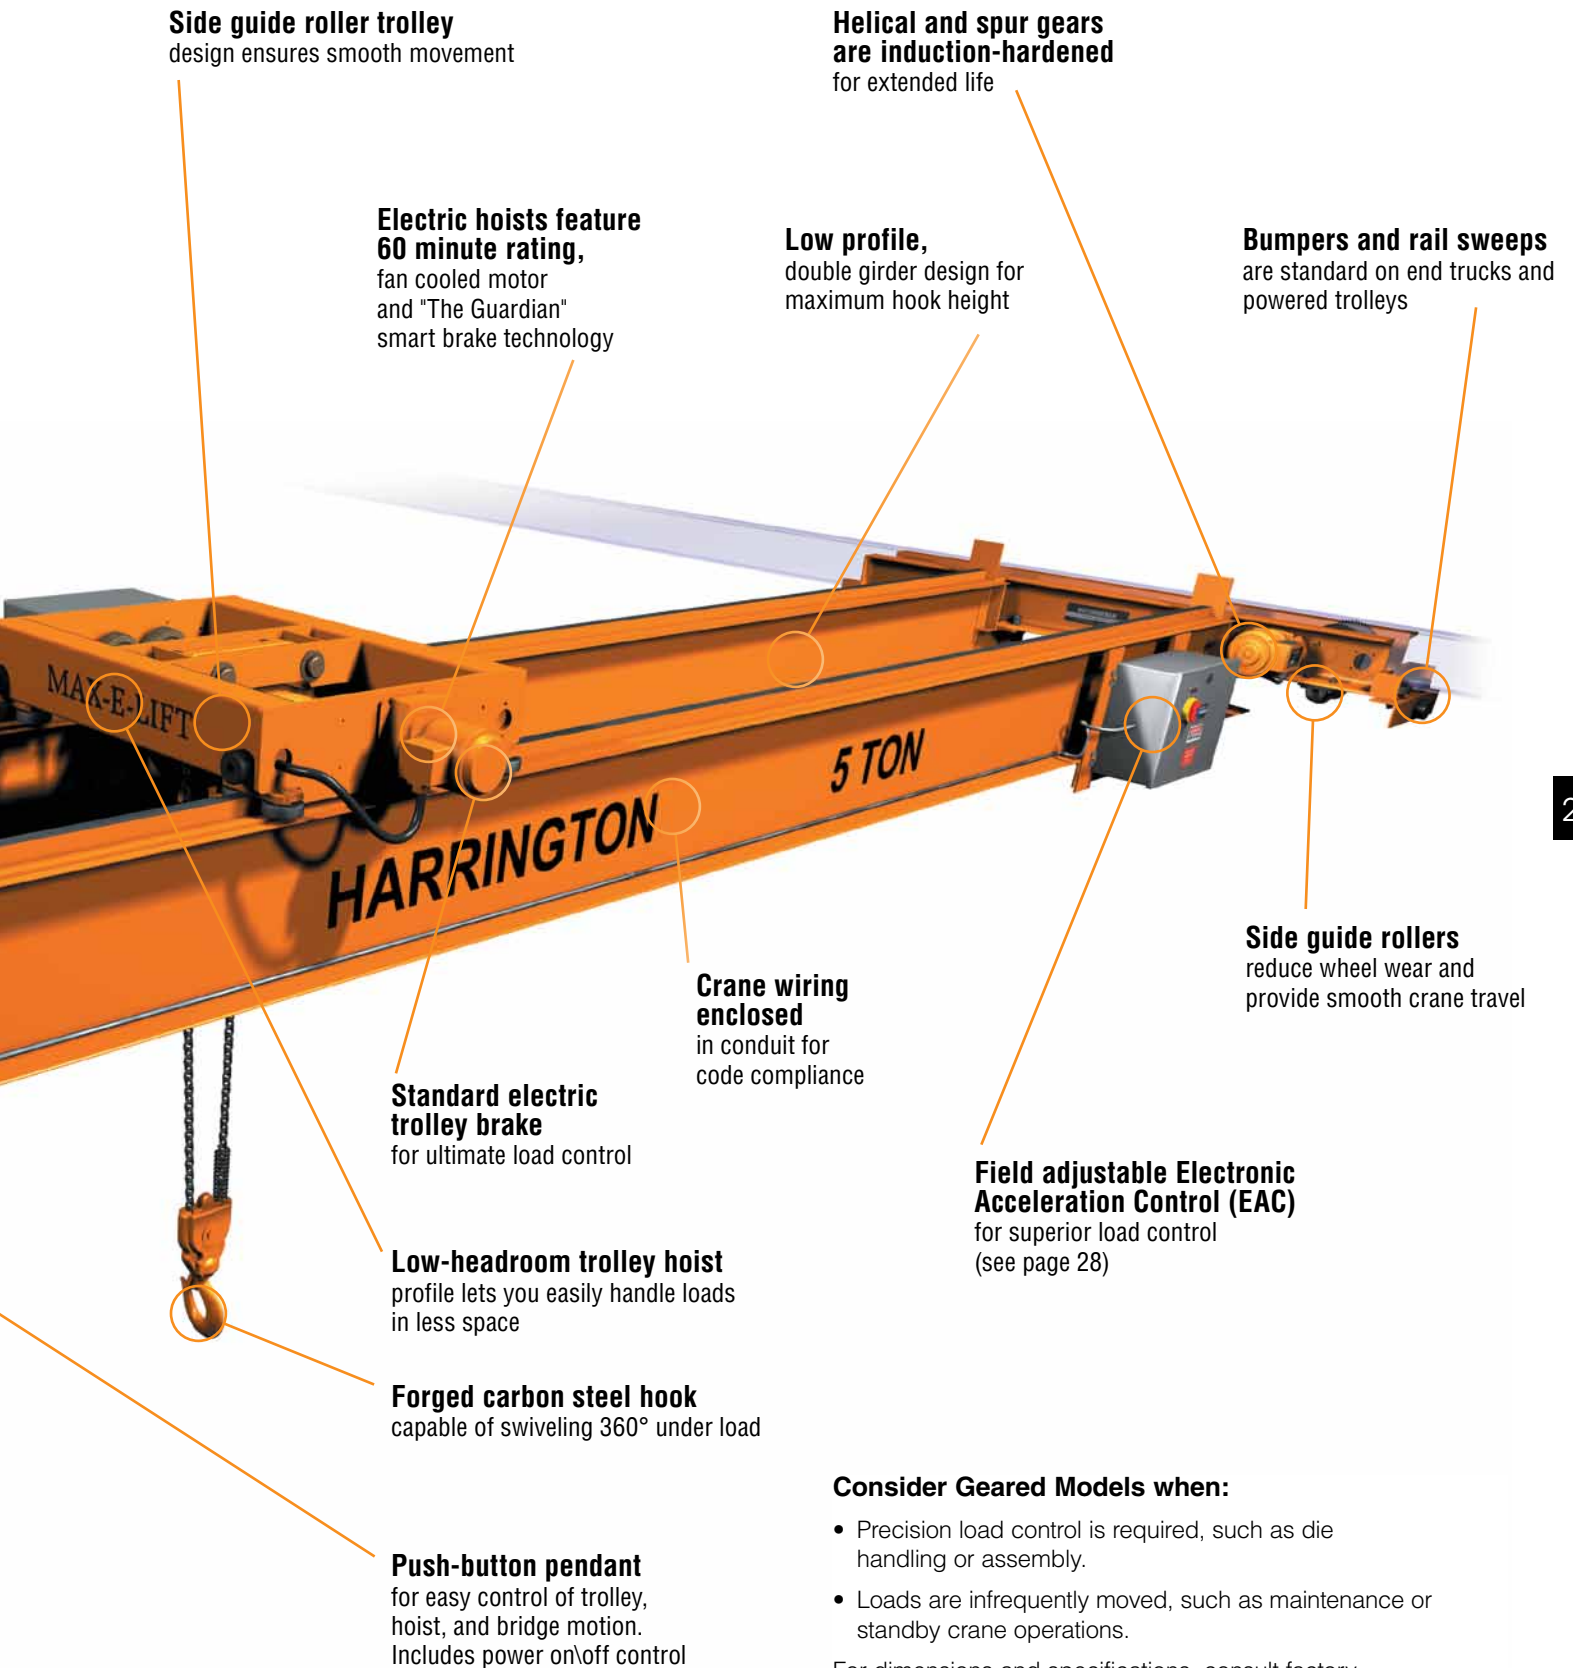 Side guide roller trolley
design ensures smooth movement
Helical and spur gears
are induction-hardened
for extended life
Electric hoists feature
60 minute rating,
fan cooled motor
and "The Guardian"
smart brake technology
Low profile,
double girder design for
maximum hook height
Bumpers and rail sweeps
are standard on end trucks and
powered trolleys
MAX-E-LIFT
5 TON
HARRINGTON
2
Side guide rollers
reduce wheel wear and
provide smooth crane travel
Crane wiring
enclosed
in conduit for
code compliance
Standard electric
trolley brake
for ultimate load control
Field adjustable Electronic
Acceleration Control (EAC)
for superior load control
(see page 28)
Low-headroom trolley hoist
profile lets you easily handle loads
in less space
Forged carbon steel hook
capable of swiveling 360° under load
Push-button pendant
for easy control of trolley,
hoist, and bridge motion.
Includes power on\off control
Consider Geared Models when:
• Precision load control is required, such as die
handling or assembly.
• Loads are infrequently moved, such as maintenance or
standby crane operations.
For dimensions and specifications, consult factory